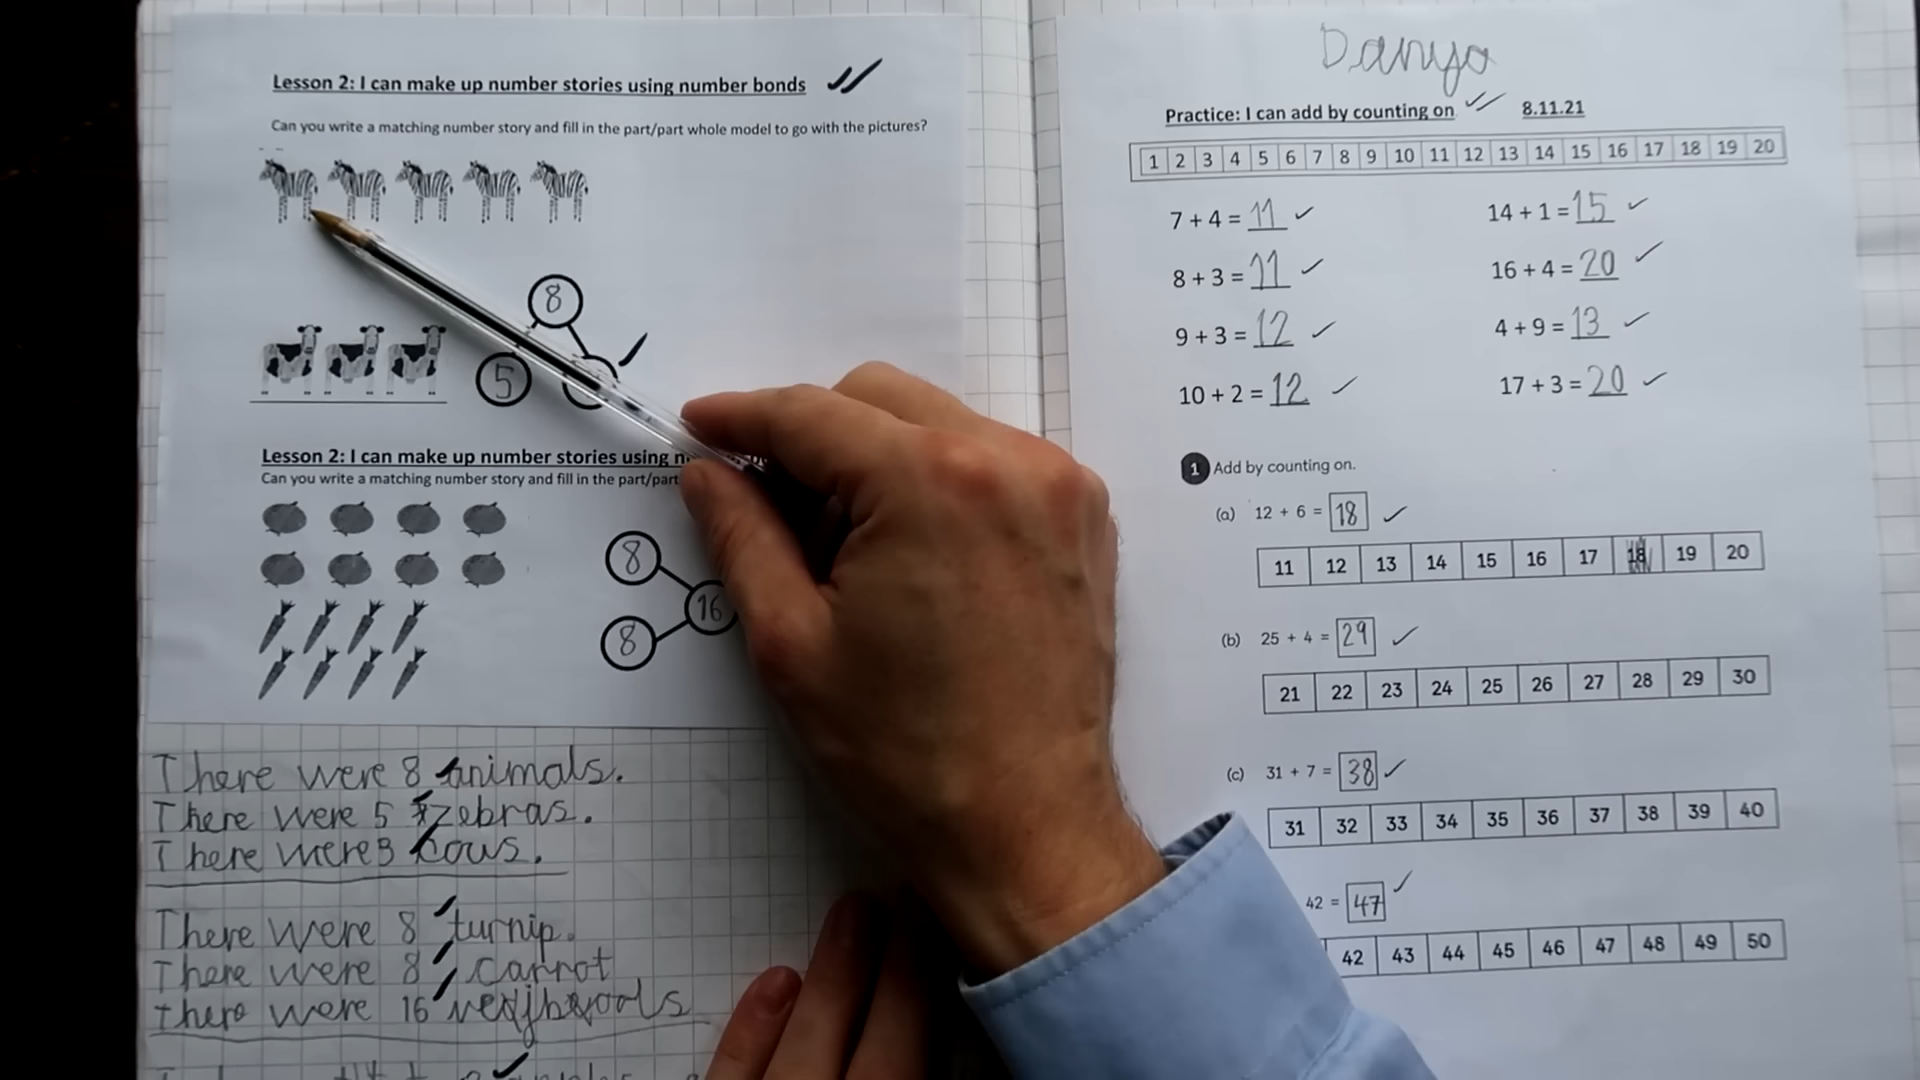 Lesson 2: I can make up number stories using number bonds
Can you write a matching number story and fill in the part/part whole model to go with the pictures?
8
5
Lesson 2: I can make up number stories using
Can you write a matching number story and fill in the part/part
8
16
8
There were 8 animals.
There were 5 zebras.
There were 3 cows.
There were 8 turnip.
There were 8 carrot
there were 16
Danya
Practice: I can add by counting on 8.11.21
1 2 3 4 5 6 7 8 9 10 11 12 13 14 15 16 17 18 19 20
7 + 4 = 11 14 + 1 = 15
8 + 3 = 11 16 + 4 = 20
9 + 3 = 12 4 + 9 = 13
10 + 2 = 12 17 + 3 = 20
1 Add by counting on.
(a) 12 + 6 = 18
11 12 13 14 15 16 17 18 19 20
(b) 25 + 4 = 29
21 22 23 24 25 26 27 28 29 30
(c) 31 + 7 = 38
31 32 33 34 35 36 37 38 39 40
42 = 47
42 43 44 45 46 47 48 49 50